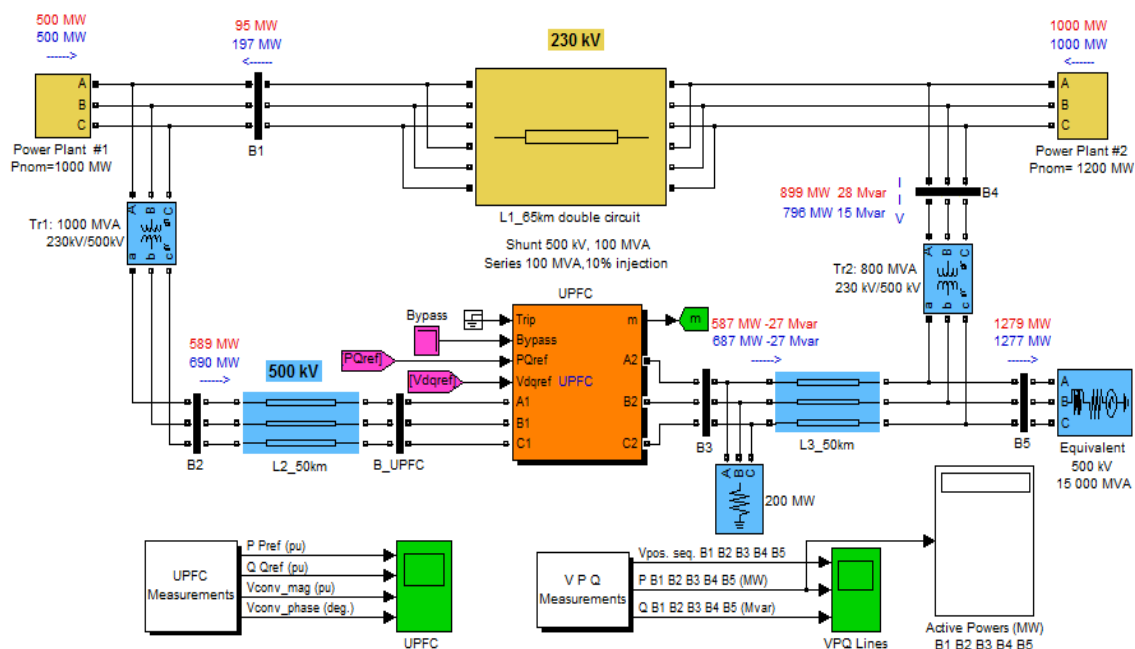 500 MW
500 MW
------>
95 MW
197 MW
<------
230 kV
1000 MW
1000 MW
<------
A
B
C
Power Plant #1
Pnom=1000 MW
B1
L1_65km double circuit
A
B
C
Power Plant #2
Pnom= 1200 MW
899 MW 28 Mvar
796 MW 15 Mvar
I
I
V
B4
Tr1: 1000 MVA
230kV/500kV
A B C
a b c
Shunt 500 kV, 100 MVA
Series 100 MVA,10% injection
Tr2: 800 MVA
230 kV/500 kV
A B C
a b c
UPFC
Bypass
Trip
Bypass
PQref
Vdqref
UPFC
A1
B1
C1
m
A2
B2
C2
m
PQref]
[Vdqref]
589 MW
690 MW
------>
500 kV
587 MW -27 Mvar
687 MW -27 Mvar
------>
1279 MW
1277 MW
------>
B2
L2_50km
B_UPFC
B3
L3_50km
B5
A
B
C
Equivalent
500 kV
15 000 MVA
A B C
200 MW
UPFC
Measurements
P Pref (pu)
Q Qref (pu)
Vconv_mag (pu)
Vconv_phase (deg.)
UPFC
V P Q
Measurements
Vpos. seq. B1 B2 B3 B4 B5
P B1 B2 B3 B4 B5 (MW)
Q B1 B2 B3 B4 B5 (Mvar)
VPQ Lines
Active Powers (MW)
B1 B2 B3 B4 B5